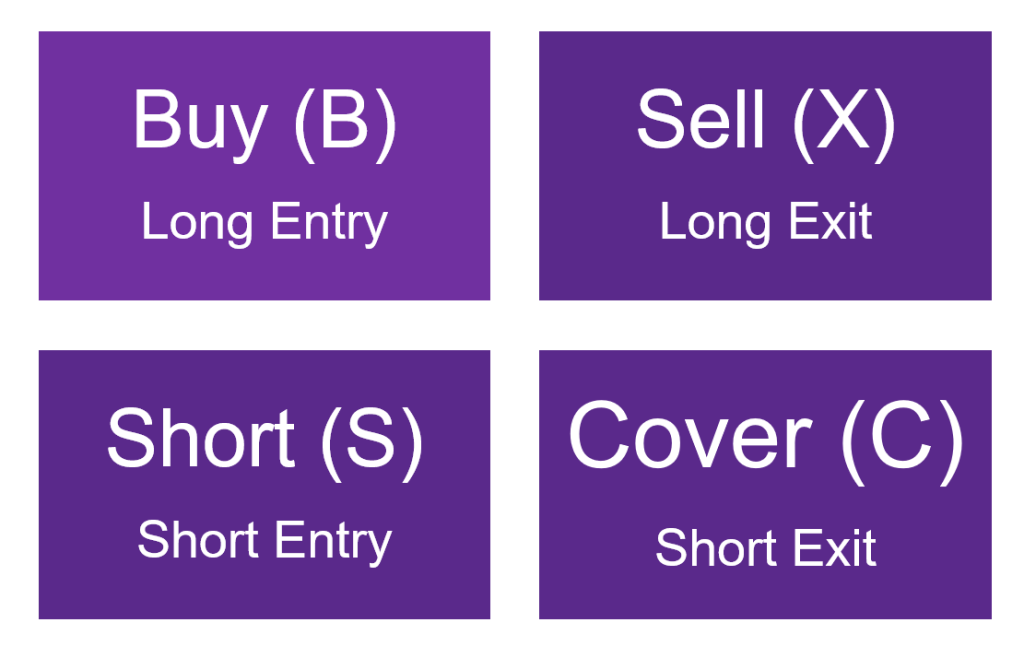 Buy (B)
Long Entry
Sell (X)
Long Exit
Short (S)
Short Entry
Cover (C)
Short Exit